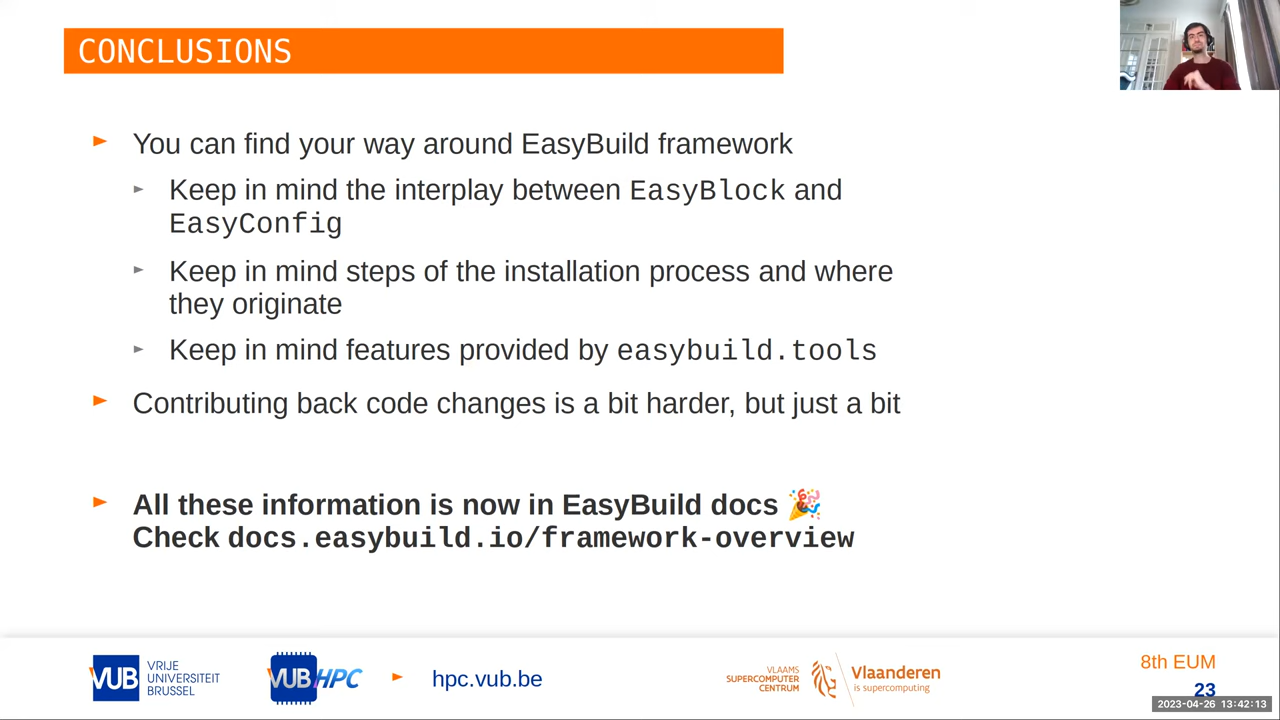 CONCLUSIONS
You can find your way around EasyBuild framework
Keep in mind the interplay between EasyBlock and
EasyConfig
Keep in mind steps of the installation process and where
they originate
Keep in mind features provided by easybuild.tools
Contributing back code changes is a bit harder, but just a bit
All these information is now in EasyBuild docs 🎉
Check docs.easybuild.io/framework-overview
VUB
VRIJE
UNIVERSITEIT
BRUSSEL
VUB HPC
hpc.vub.be
VLAAMS
SUPERCOMPUTER
CENTRUM
Vlaanderen
is supercomputing
8th EUM
23
2023-04-26 13:42:13